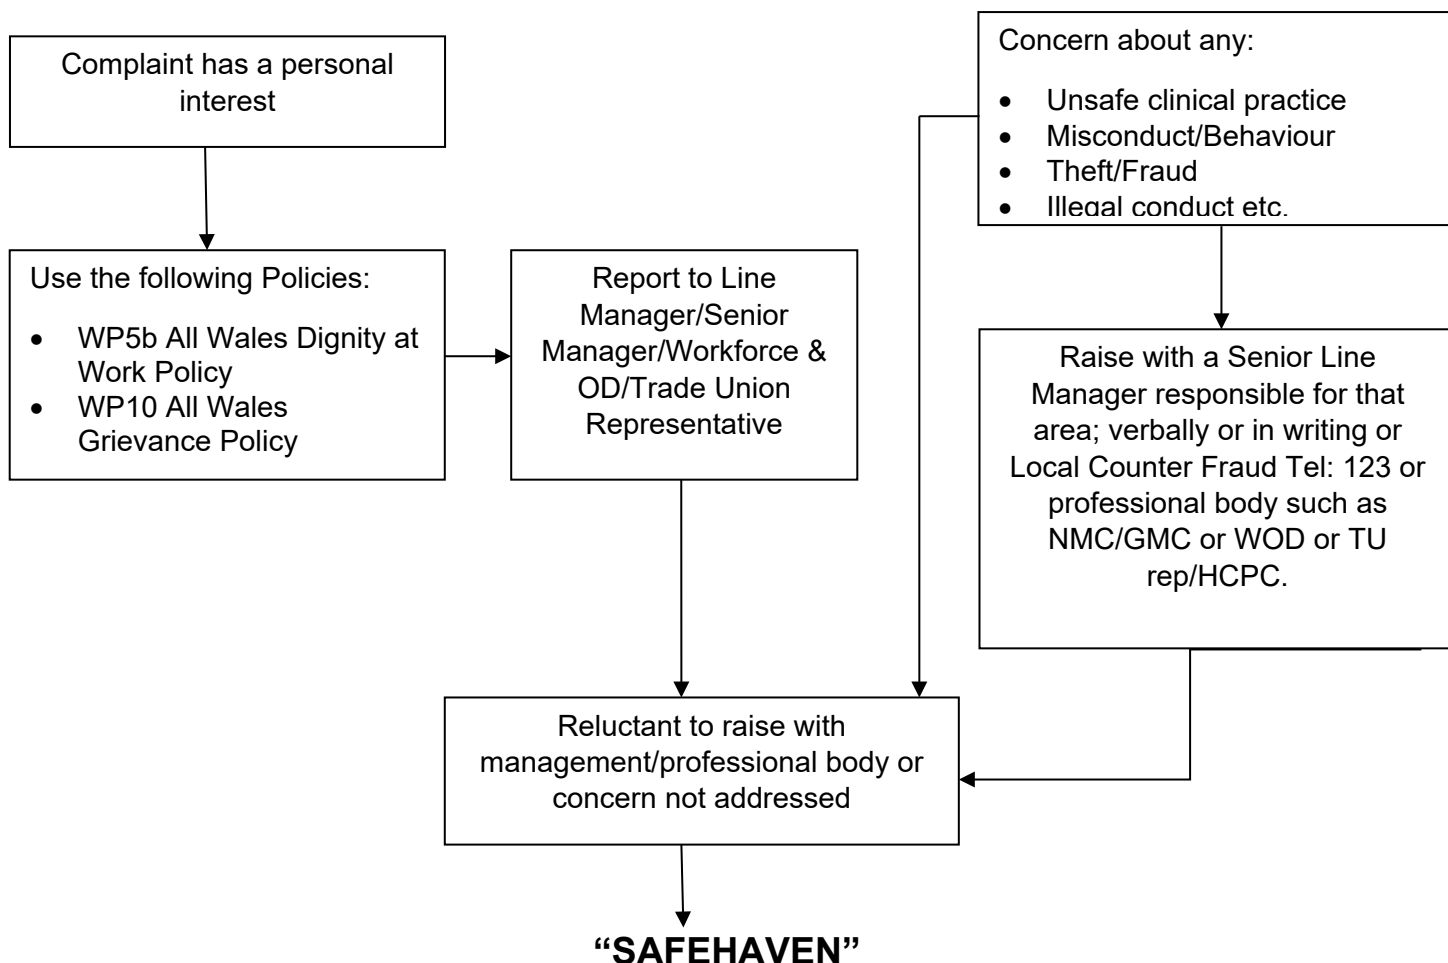 Complaint has a personal
interest
Concern about any:
• Unsafe clinical practice
• Misconduct/Behaviour
• Theft/Fraud
• Illegal conduct etc.
Use the following Policies:
• WP5b All Wales Dignity at
Work Policy
• WP10 All Wales
Grievance Policy
Report to Line
Manager/Senior
Manager/Workforce &
OD/Trade Union
Representative
Raise with a Senior Line
Manager responsible for that
area; verbally or in writing or
Local Counter Fraud Tel: 123 or
professional body such as
NMC/GMC or WOD or TU
rep/HCPC.
Reluctant to raise with
management/professional body or
concern not addressed
“SAFEHAVEN”